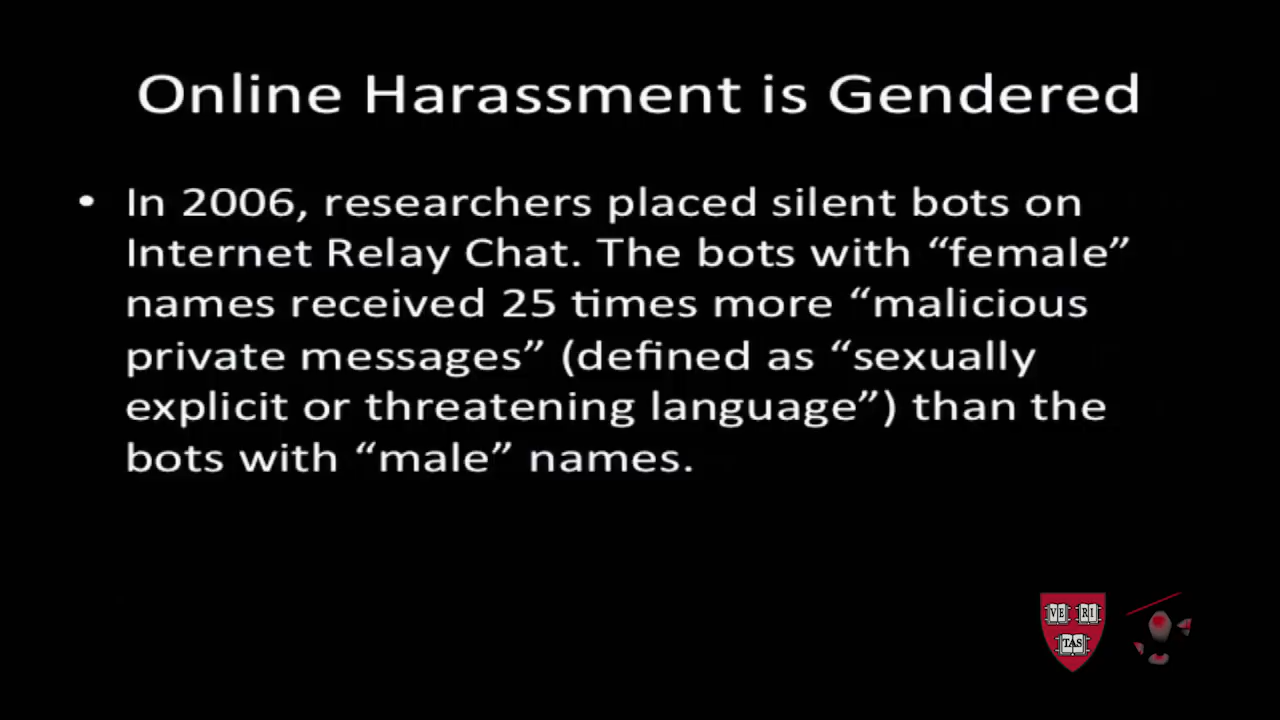 Online Harassment is Gendered
• In 2006, researchers placed silent bots on
Internet Relay Chat. The bots with “female”
names received 25 times more “malicious
private messages” (defined as “sexually
explicit or threatening language”) than the
bots with “male” names.
VE RI
TAS